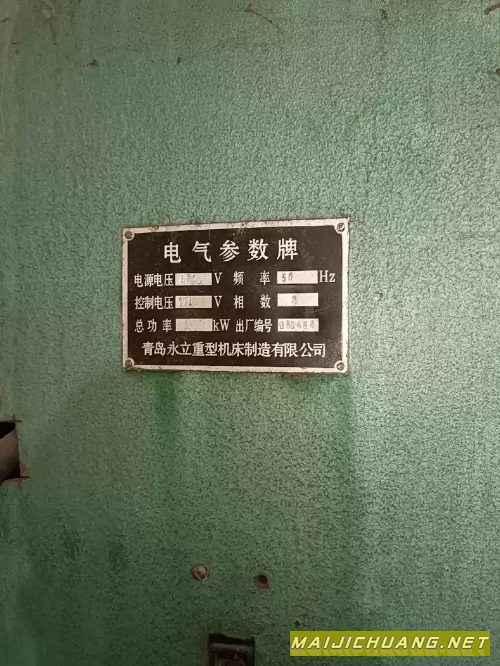 电气参数牌
电源电压 V 频率 50 Hz
控制电压 V 相数 3
总功率 kW 出厂编号
青岛永立重型机床制造有限公司
MAIJICHUANG.NET